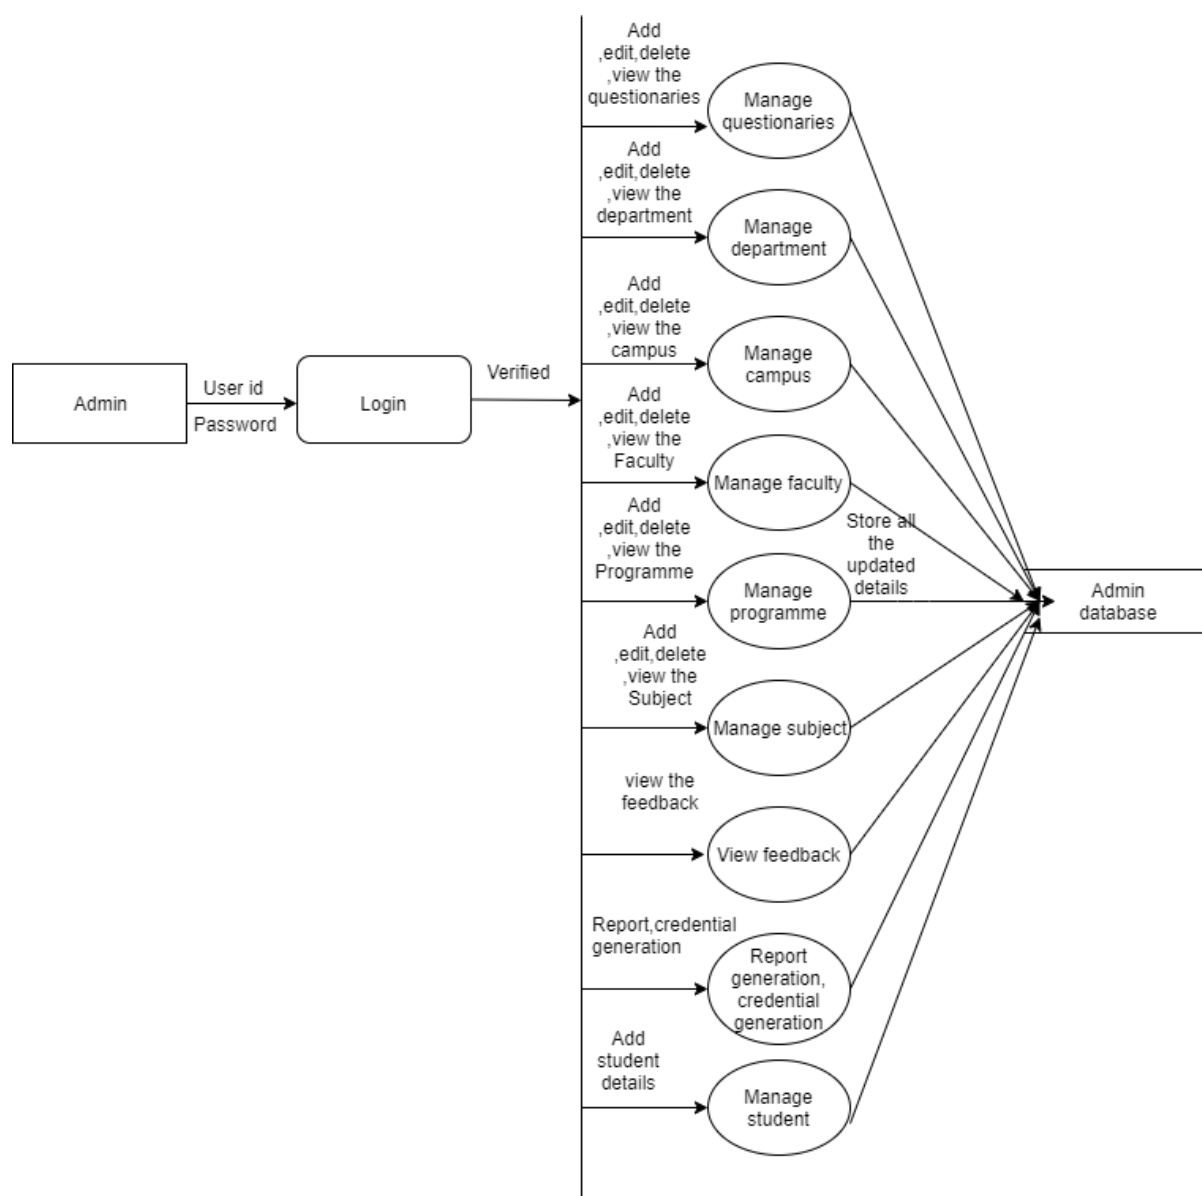 Add
,edit,delete
,view the
questionaries
Manage
questionaries
Add
,edit,delete
,view the
department
Manage
department
Add
,edit,delete
,view the
campus
Manage
campus
Admin
User id
Password
Login
Verified
Add
,edit,delete
,view the
Faculty
Manage faculty
Add
,edit,delete
,view the
Programme
Manage
programme
Store all
the
updated
details
Admin
database
Add
,edit,delete
,view the
Subject
Manage subject
view the
feedback
View feedback
Report,credential
generation
Report
generation,
credential
generation
Add
student
details
Manage
student